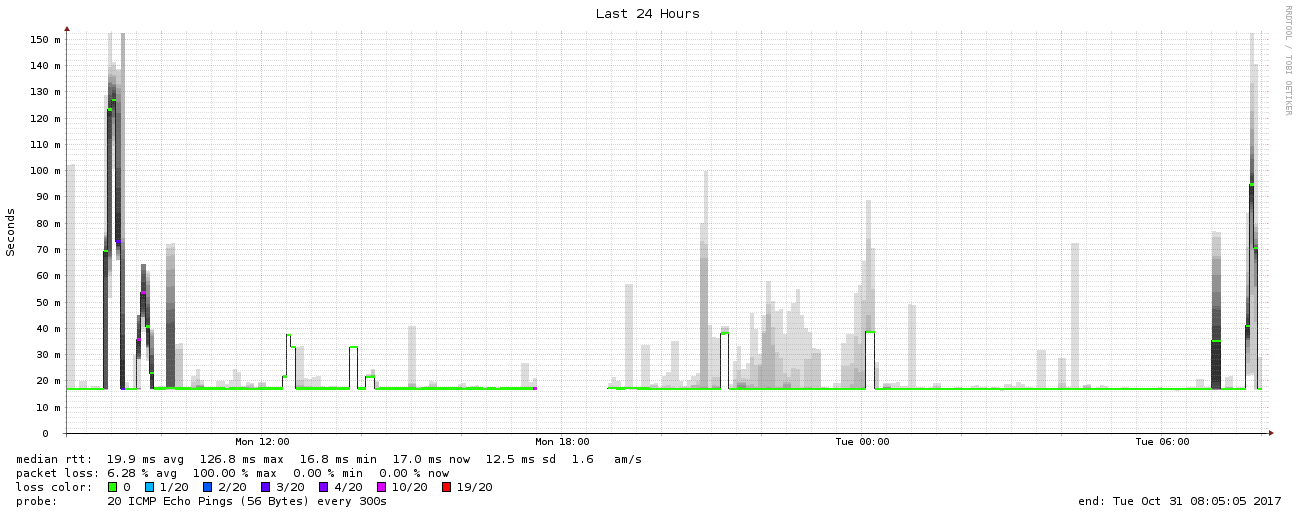 Last 24 Hours
RRDTOOL / TOBI OETIKER
Seconds
150 m
140 m
130 m
120 m
110 m
100 m
90 m
80 m
70 m
60 m
50 m
40 m
30 m
20 m
10 m
0
Mon 12:00 Mon 18:00 Tue 00:00 Tue 06:00
median rtt: 19.9 ms avg 126.8 ms max 16.8 ms min 17.0 ms now 12.5 ms sd 1.6 am/s
packet loss: 6.28 % avg 100.00 % max 0.00 % min 0.00 % now
loss color: 0 1/20 2/20 3/20 4/20 10/20 19/20
probe: 20 ICMP Echo Pings (56 Bytes) every 300s end: Tue Oct 31 08:05:05 2017